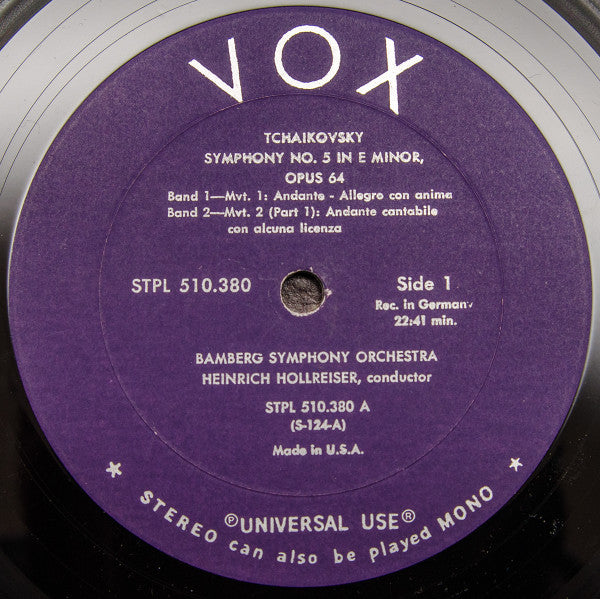 VOX
TCHAIKOVSKY
SYMPHONY NO. 5 IN E MINOR,
OPUS 64
Band 1—Mvt. 1: Andante - Allegro con anima
Band 2—Mvt. 2 (Part 1): Andante cantabile
con alcuna licenza
STPL 510.380
Side 1
Rec. in Germany
22:41 min.
BAMBERG SYMPHONY ORCHESTRA
HEINRICH HOLLREISER, conductor
STPL 510.380 A
(S-124-A)
Made in U.S.A.
℗UNIVERSAL USE®
★ STEREO can also be played MONO ★